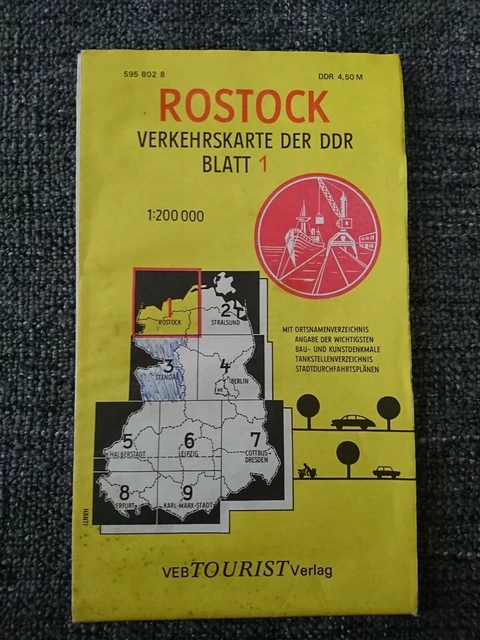 595 802 8
DDR 4,50 M
ROSTOCK
VERKEHRSKARTE DER DDR
BLATT 1
1:200 000
1
ROSTOCK
2
STRALSUND
3
STENDAL
4
BERLIN
MIT ORTSNAMENVERZEICHNIS
ANGABE DER WICHTIGSTEN
BAU- UND KUNSTDENKMALE
TANKSTELLENVERZEICHNIS
STADTDURCHFAHRTSPLÄNEN
5
HALBERSTADT
6
LEIPZIG
7
COTTBUS-
DRESDEN
8
ERFURT
9
KARL-MARX-STADT
VEB TOURIST Verlag